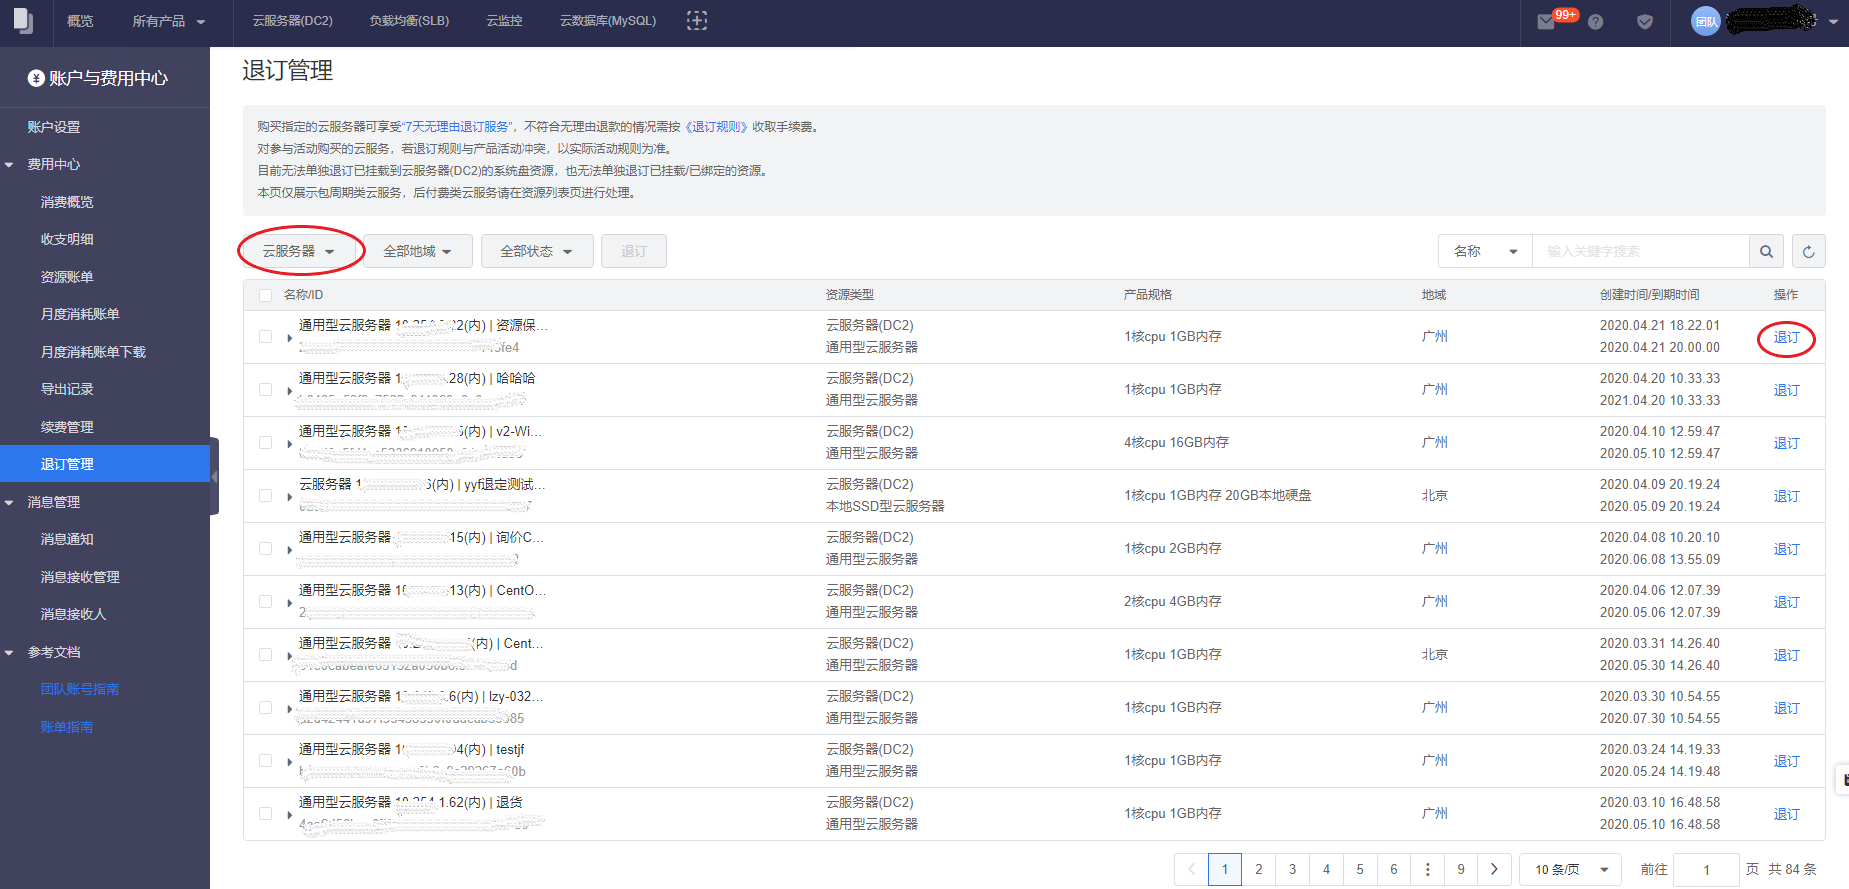 概览
所有产品
云服务器(DC2)
负载均衡(SLB)
云监控
云数据库(MySQL)
99+
团队
账户与费用中心
账户设置
费用中心
消费概览
收支明细
资源账单
月度消耗账单
月度消耗账单下载
导出记录
续费管理
退订管理
消息管理
消息通知
消息接收管理
消息接收人
参考文档
团队账号指南
账单指南
退订管理
购买指定的云服务器可享受“7天无理由退订服务”，不符合无理由退款的情况需按《退订规则》收取手续费。
对参与活动购买的云服务，若退订规则与产品活动冲突，以实际活动规则为准。
目前无法单独退订已挂载到云服务器(DC2)的系统盘资源，也无法单独退订已挂载/已绑定的资源。
本页仅展示包周期类云服务，后付费类云服务请在资源列表页进行处理。
云服务器 全部地域 全部状态 退订 名称 输入关键字搜索
名称/ID 资源类型 产品规格 地域 创建时间/到期时间 操作
通用型云服务器 (内) | 资源保... 云服务器(DC2) 1核cpu 1GB内存 广州 2020.04.21 18.22.01 退订
通用型云服务器 2020.04.21 20.00.00
通用型云服务器 .28(内) | 哈哈哈 云服务器(DC2) 1核cpu 1GB内存 广州 2020.04.20 10.33.33 退订
通用型云服务器 2021.04.20 10.33.33
通用型云服务器 (内) | v2-Wi... 云服务器(DC2) 4核cpu 16GB内存 广州 2020.04.10 12.59.47 退订
通用型云服务器 2020.05.10 12.59.47
云服务器 (内) | yyf退定测试... 云服务器(DC2) 1核cpu 1GB内存 20GB本地硬盘 北京 2020.04.09 20.19.24 退订
本地SSD型云服务器 2020.05.09 20.19.24
通用型云服务器 15(内) | 询价C... 云服务器(DC2) 1核cpu 2GB内存 广州 2020.04.08 10.20.10 退订
通用型云服务器 2020.06.08 13.55.09
通用型云服务器 .13(内) | CentO... 云服务器(DC2) 2核cpu 4GB内存 广州 2020.04.06 12.07.39 退订
通用型云服务器 2020.05.06 12.07.39
通用型云服务器 (内) | Cent... 云服务器(DC2) 1核cpu 1GB内存 北京 2020.03.31 14.26.40 退订
通用型云服务器 2020.05.30 14.26.40
通用型云服务器 .6(内) | lzy-032... 云服务器(DC2) 1核cpu 1GB内存 广州 2020.03.30 10.54.55 退订
通用型云服务器 2020.07.30 10.54.55
通用型云服务器 (内) | testjf 云服务器(DC2) 1核cpu 1GB内存 广州 2020.03.24 14.19.33 退订
通用型云服务器 2020.05.24 14.19.48
通用型云服务器 1.62(内) | 退货 云服务器(DC2) 1核cpu 1GB内存 广州 2020.03.10 16.48.58 退订
通用型云服务器 2020.05.10 16.48.58
1 2 3 4 5 6 9 10 条/页 前往 1 页 共 84 条